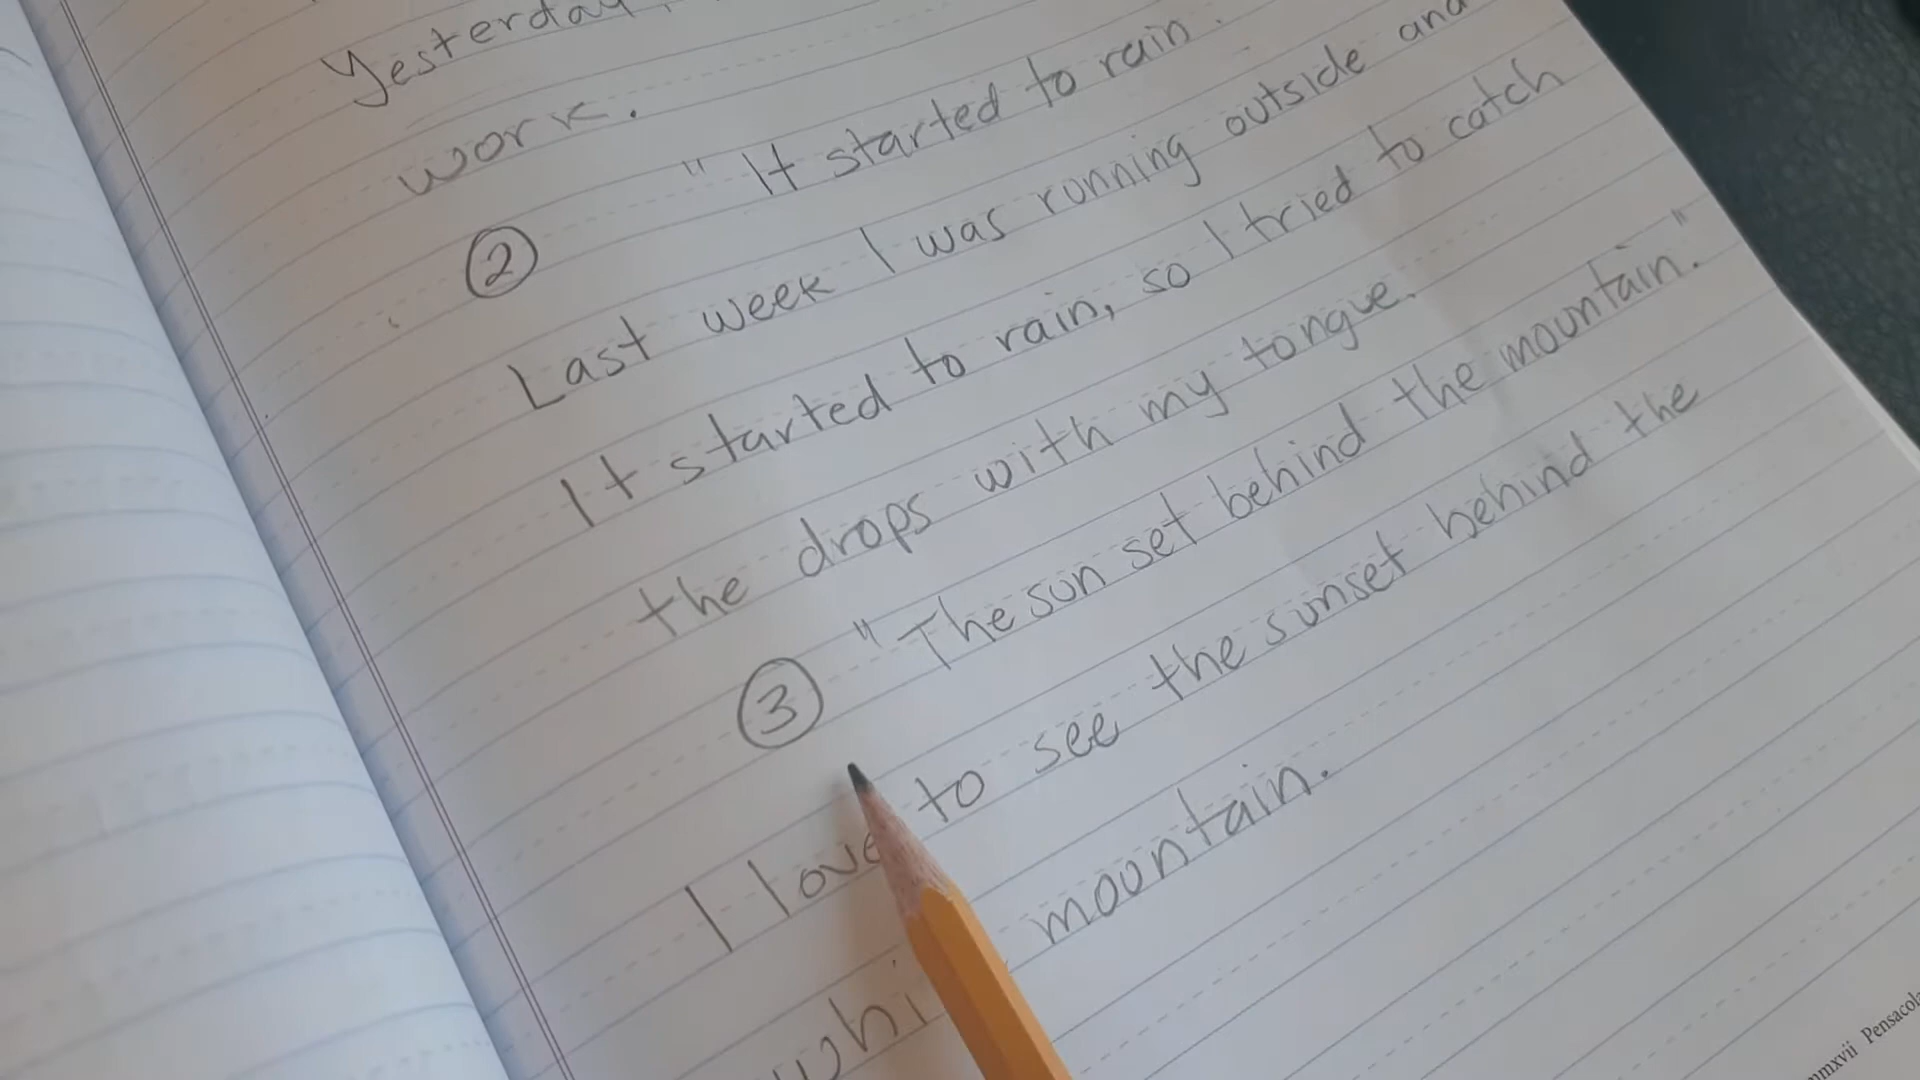 Yesterday,
work.
② "It started to rain.
Last week I was running outside and
It started to rain, so I tried to catch
the drops with my tongue.
③ "The sun set behind the mountain."
I love to see the sunset behind the
mountain.
mmxvii Pensacola